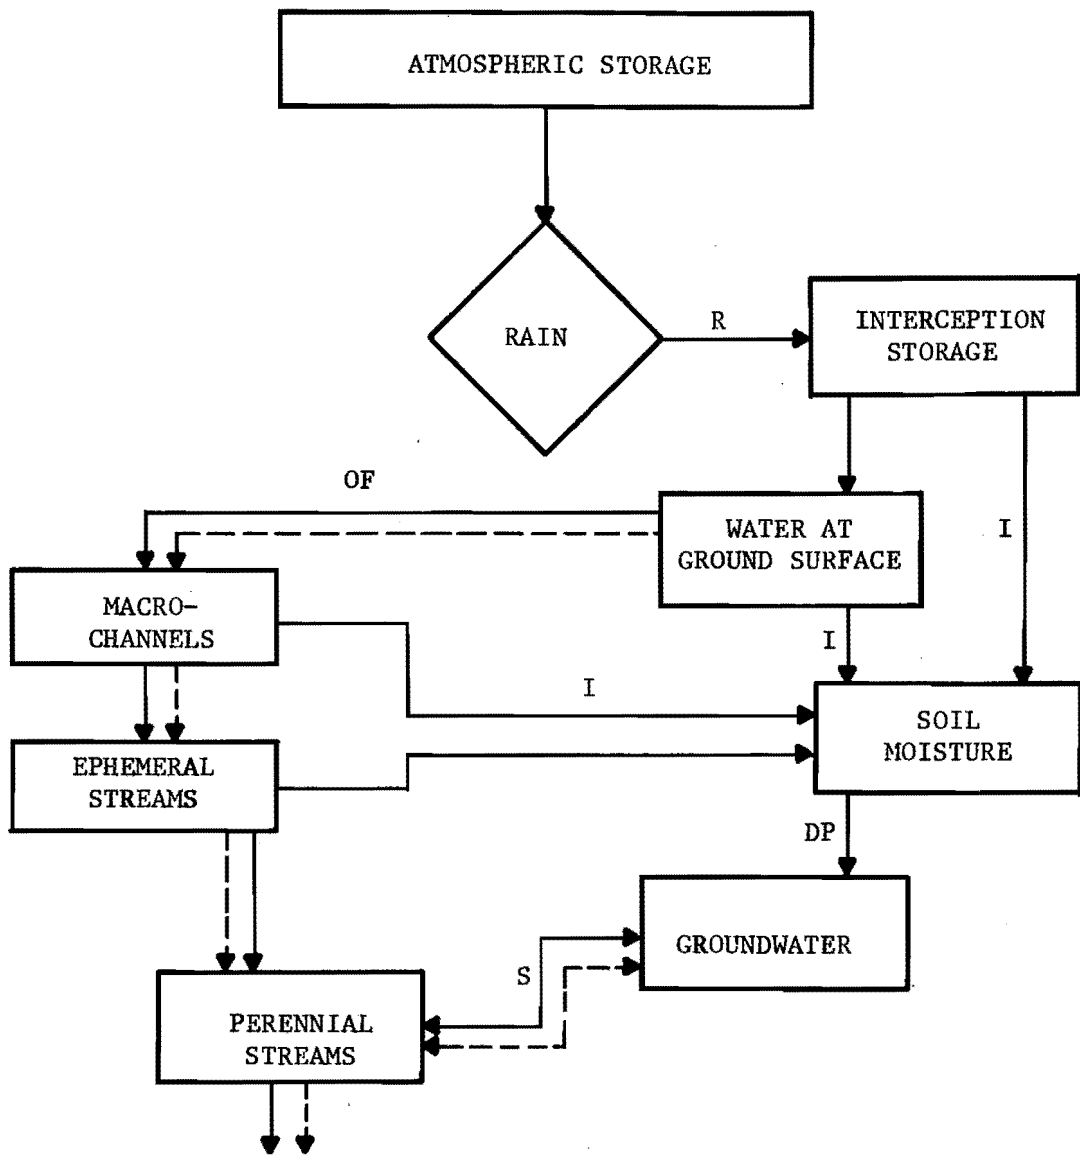 ATMOSPHERIC STORAGE
RAIN
R
INTERCEPTION
STORAGE
OF
WATER AT
GROUND SURFACE
I
MACRO-
CHANNELS
I
I
SOIL
MOISTURE
EPHEMERAL
STREAMS
DP
GROUNDWATER
S
PERENNIAL
STREAMS